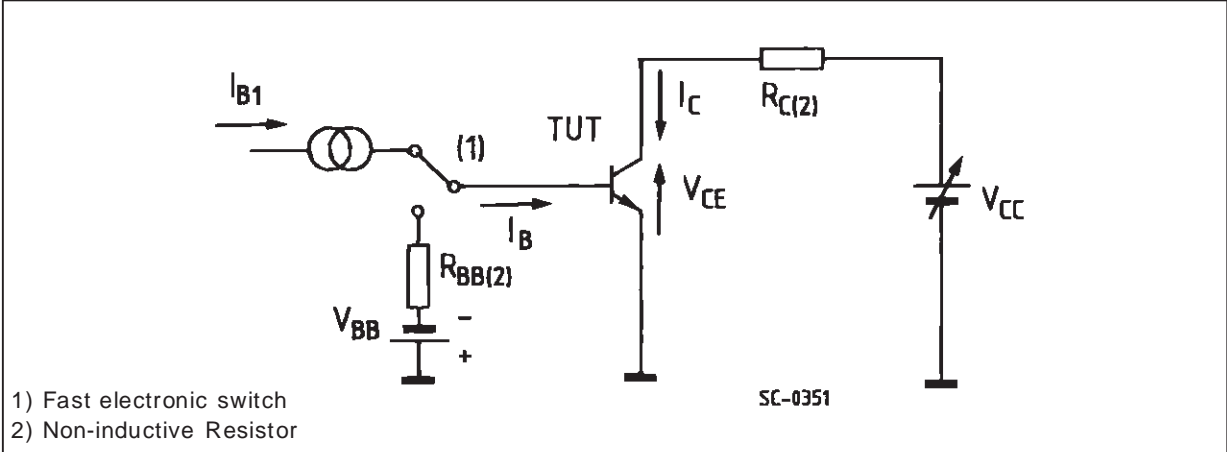 I_B1
(1)
TUT
I_C
R_C(2)
V_CE
V_CC
I_B
R_BB(2)
V_BB
−
+
SC-0351
1) Fast electronic switch
2) Non-inductive Resistor